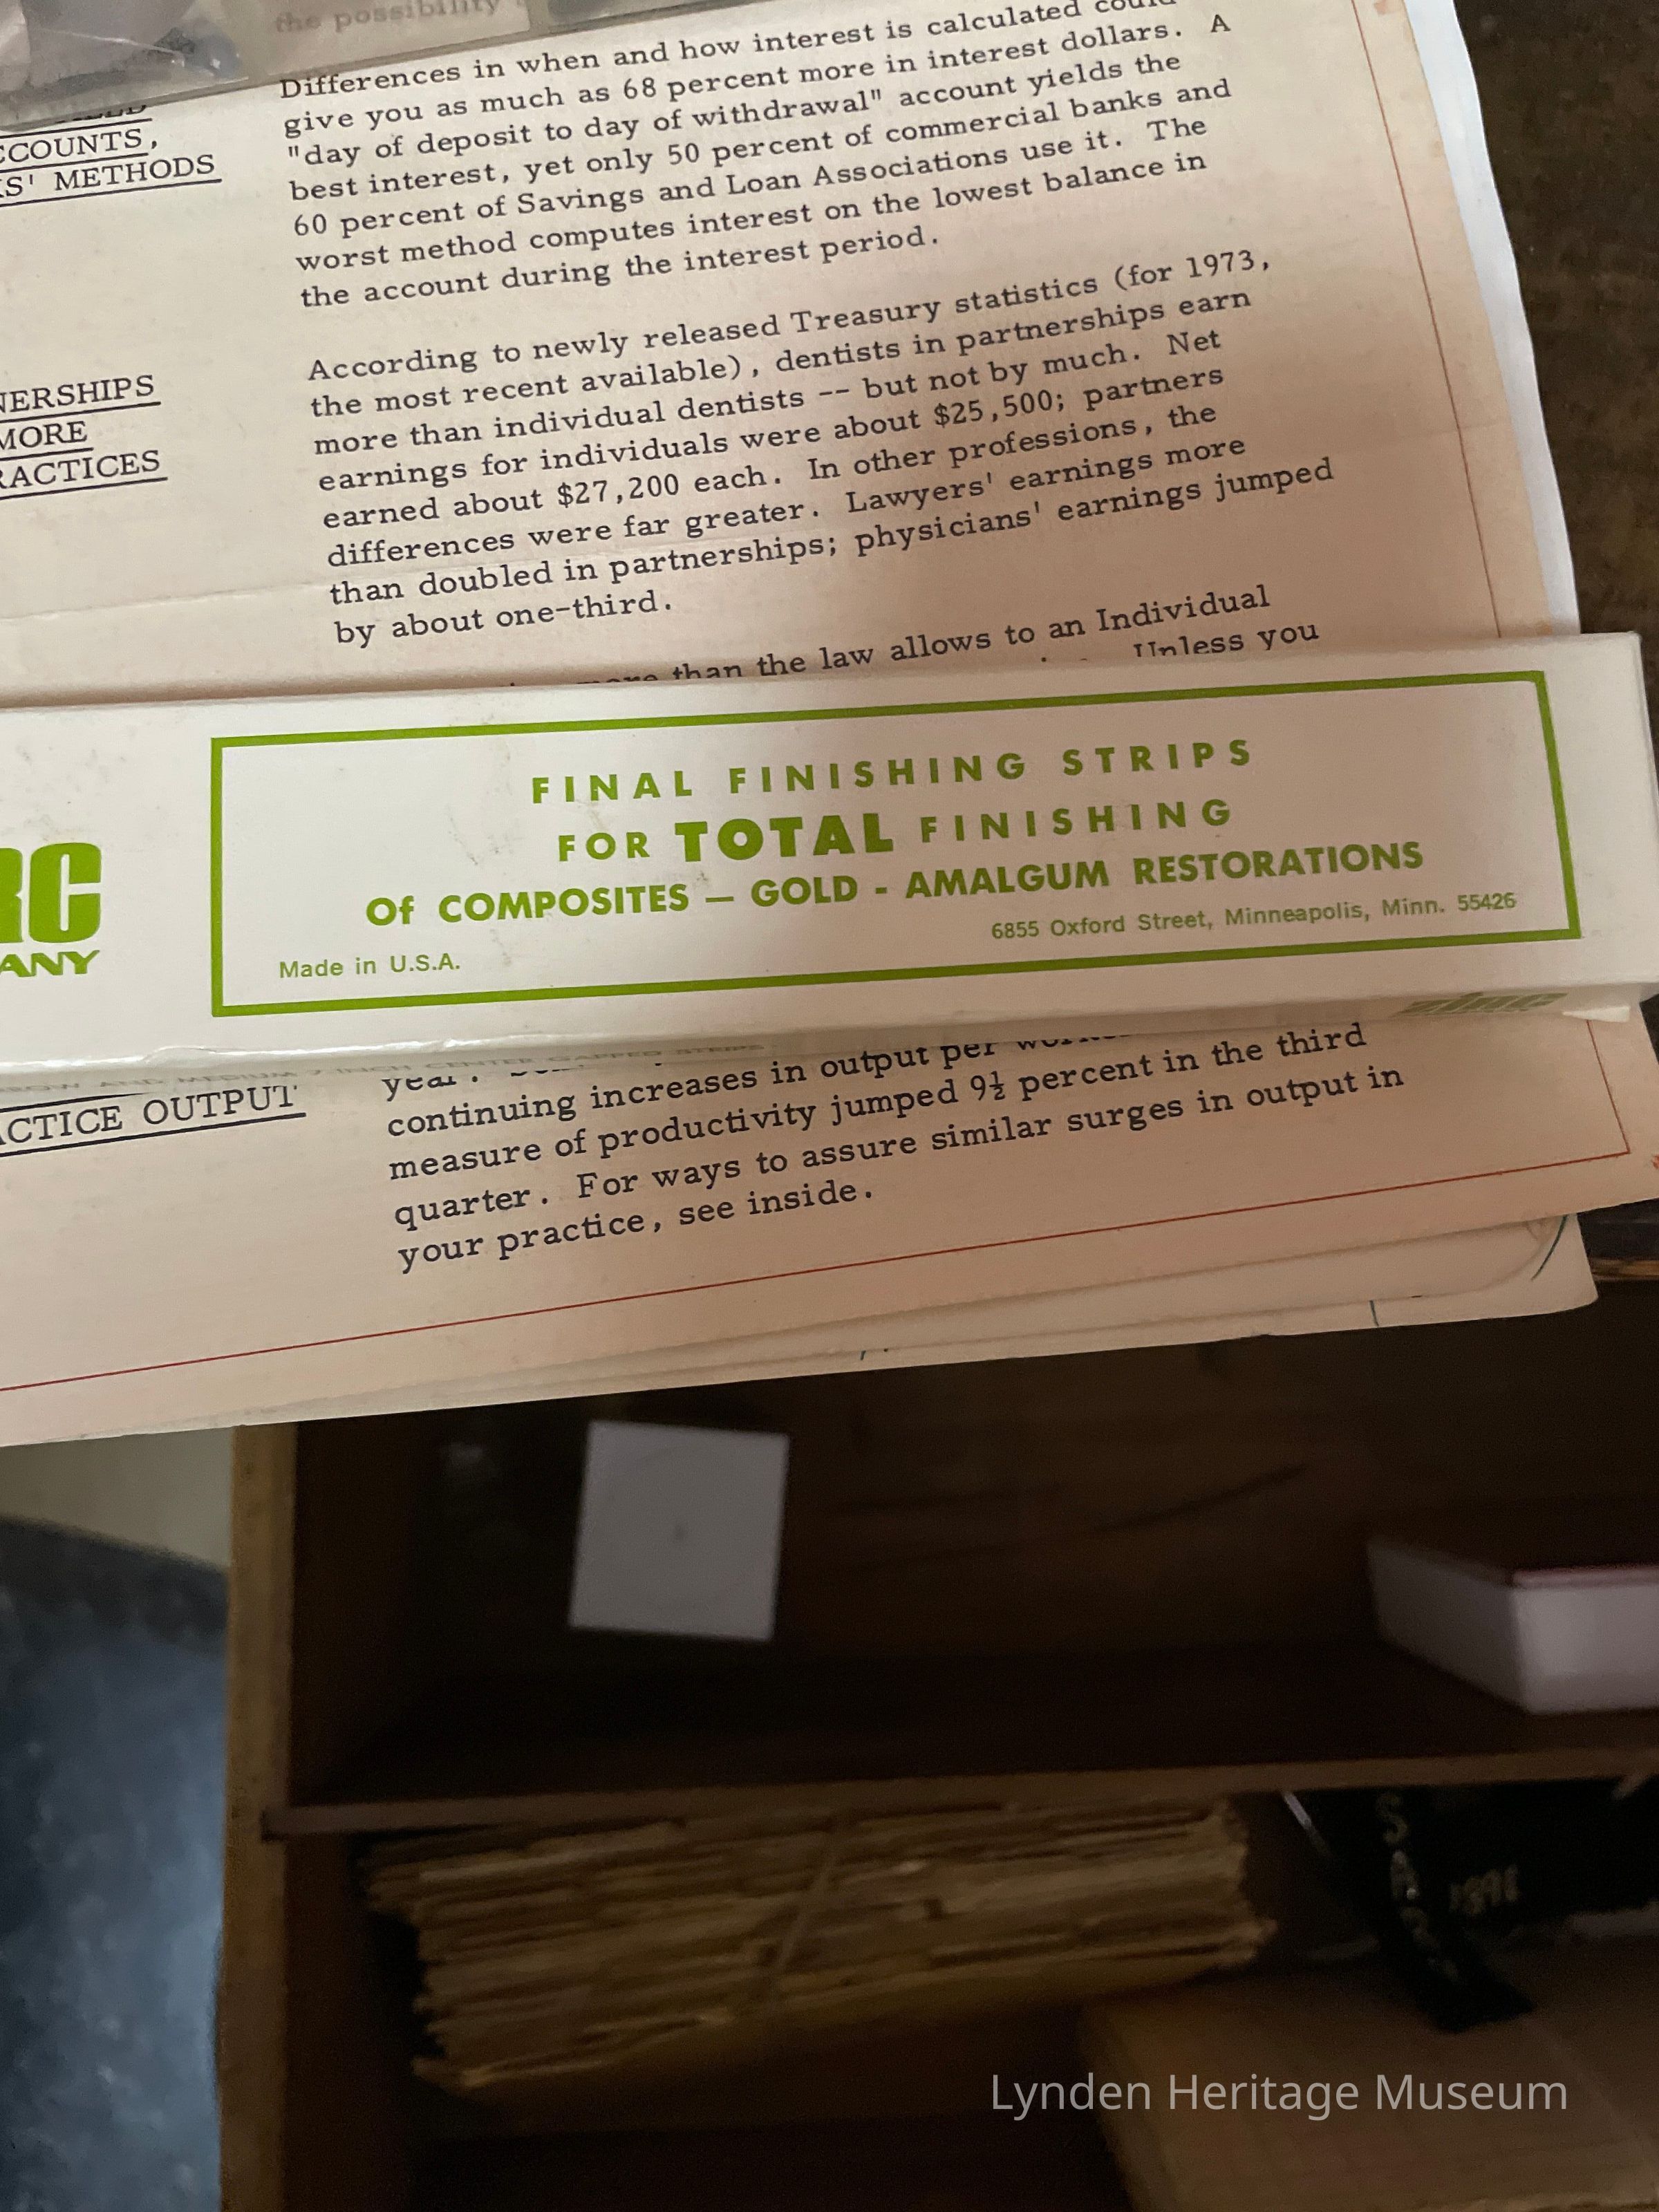 the possibility
Differences in when and how interest is calculated could
give you as much as 68 percent more in interest dollars. A
"day of deposit to day of withdrawal" account yields the
best interest, yet only 50 percent of commercial banks and
60 percent of Savings and Loan Associations use it. The
worst method computes interest on the lowest balance in
the account during the interest period.
CCOUNTS,
KS' METHODS
According to newly released Treasury statistics (for 1973,
the most recent available), dentists in partnerships earn
more than individual dentists -- but not by much. Net
earnings for individuals were about $25,500; partners
earned about $27,200 each. In other professions, the
differences were far greater. Lawyers' earnings more
than doubled in partnerships; physicians' earnings jumped
by about one-third.
NERSHIPS
MORE
RACTICES
more than the law allows to an Individual
Unless you
RC
ANY
FINAL FINISHING STRIPS
FOR TOTAL FINISHING
Of COMPOSITES — GOLD - AMALGUM RESTORATIONS
6855 Oxford Street, Minneapolis, Minn. 55426
Made in U.S.A.
ACTICE OUTPUT
year.
continuing increases in output per
measure of productivity jumped 9½ percent in the third
quarter. For ways to assure similar surges in output in
your practice, see inside.
1898
Lynden Heritage Museum